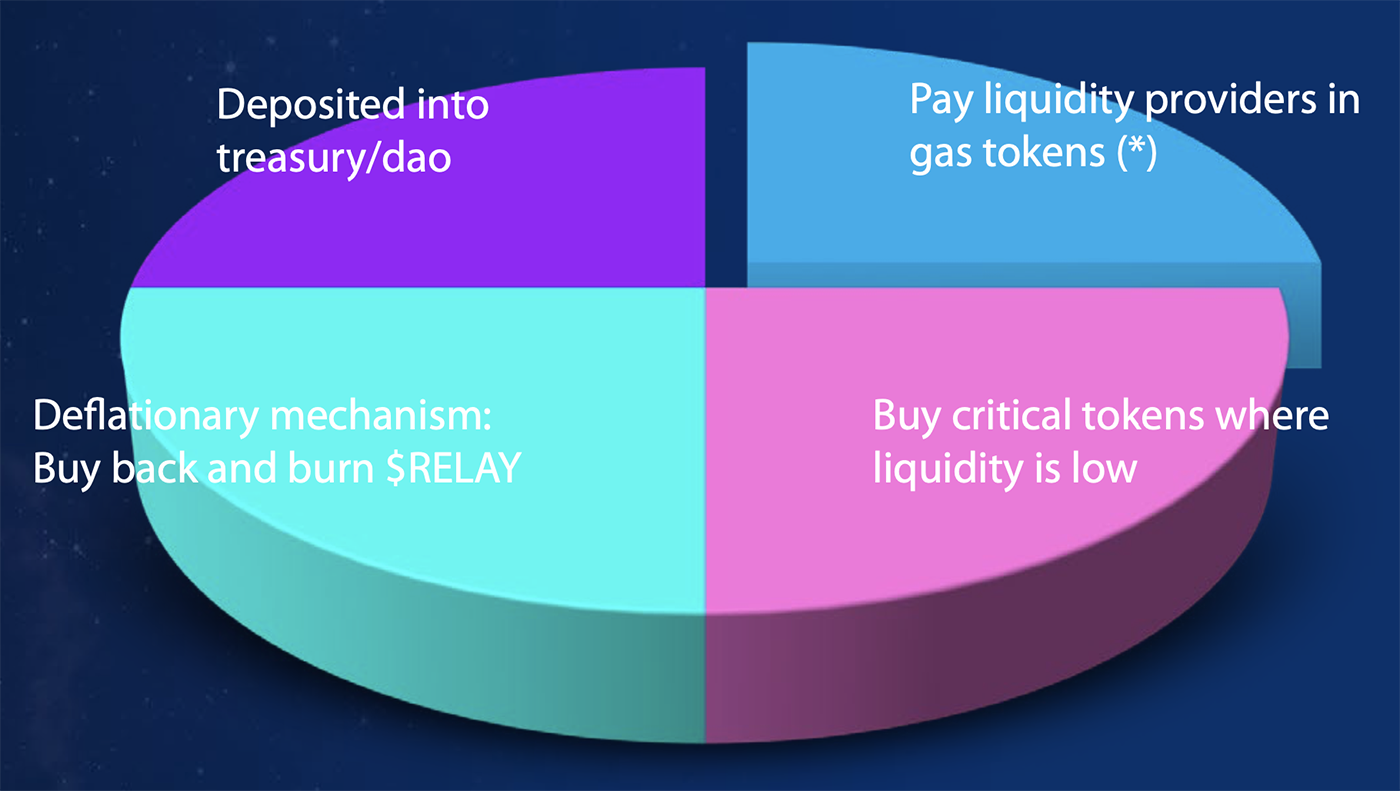 Deposited into
treasury/dao
Pay liquidity providers in
gas tokens (*)
Deflationary mechanism:
Buy back and burn $RELAY
Buy critical tokens where
liquidity is low